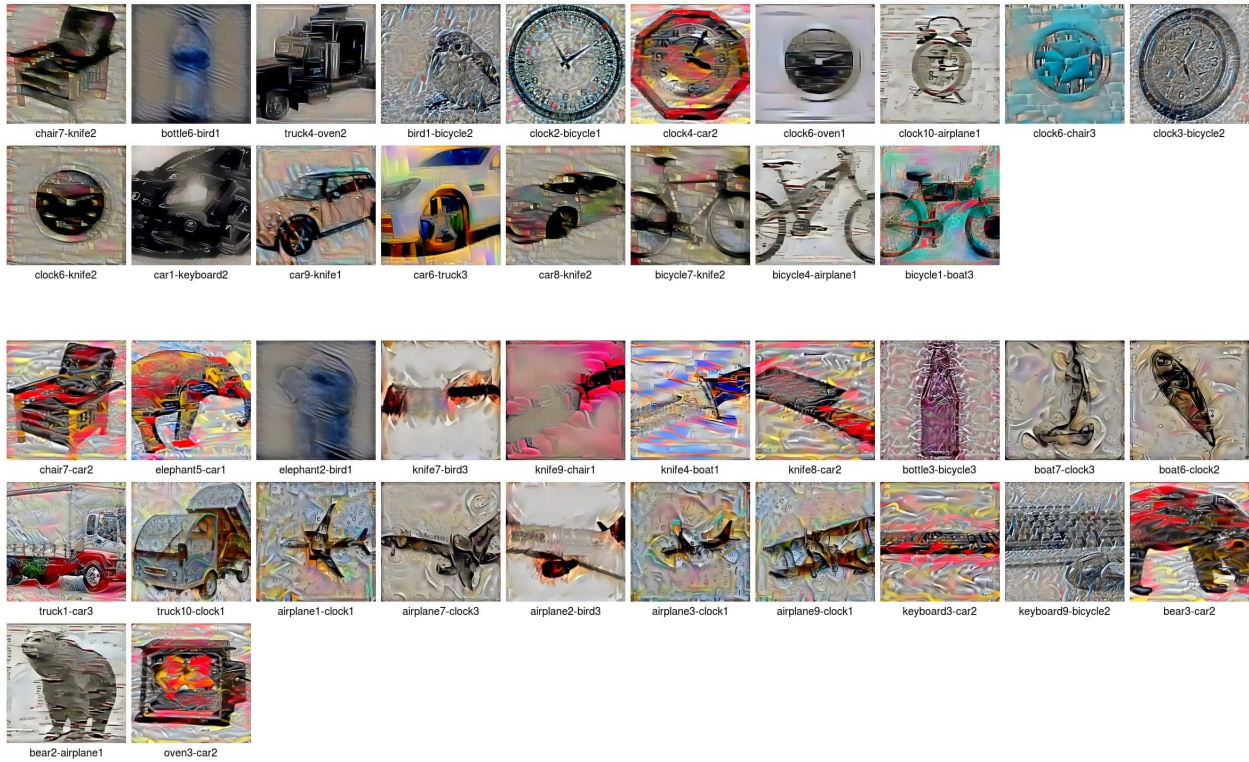 chair7-knife2 bottle6-bird1 truck4-oven2 bird1-bicycle2 clock2-bicycle1 clock4-car2 clock6-oven1 clock10-airplane1 clock6-chair3 clock3-bicycle2
clock6-knife2 car1-keyboard2 car9-knife1 car6-truck3 car8-knife2 bicycle7-knife2 bicycle4-airplane1 bicycle1-boat3
chair7-car2 elephant5-car1 elephant2-bird1 knife7-bird3 knife9-chair1 knife4-boat1 knife8-car2 bottle3-bicycle3 boat7-clock3 boat6-clock2
truck1-car3 truck10-clock1 airplane1-clock1 airplane7-clock3 airplane2-bird3 airplane3-clock1 airplane9-clock1 keyboard3-car2 keyboard9-bicycle2 bear3-car2
bear2-airplane1 oven3-car2